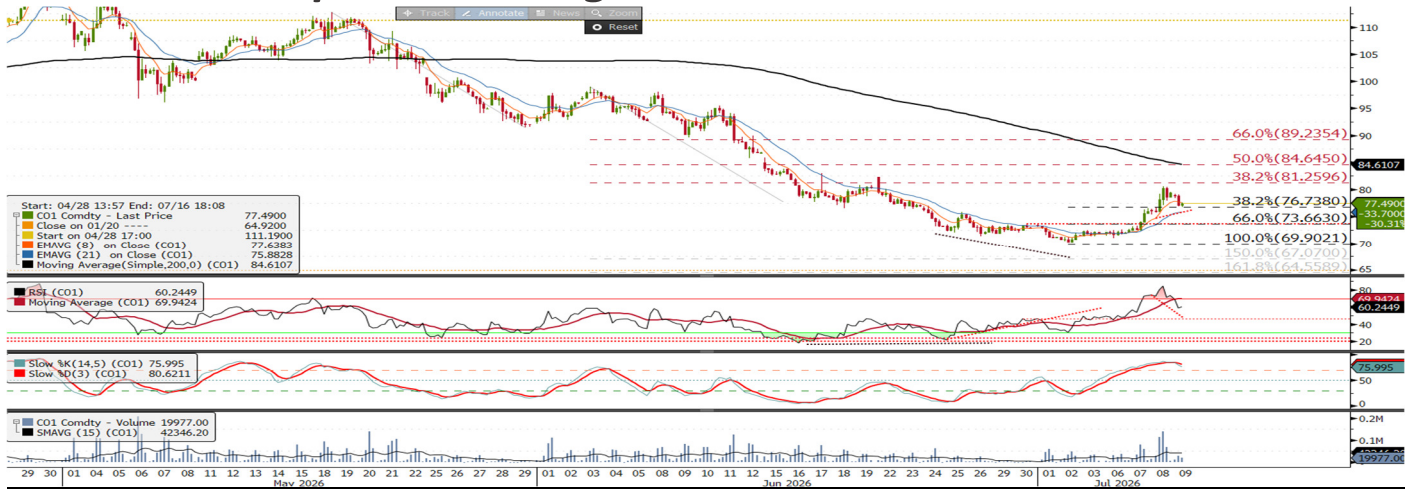 Track Annotate News Zoom
Reset
110
105
100
95
90
80
70
65
66.0%(89.2354)
50.0%(84.6450)
38.2%(81.2596)
38.2%(76.7380)
66.0%(73.6630)
100.0%(69.9021)
150.0%(67.0700)
161.8%(64.5589)
84.6107
77.4900
-33.7000
-30.31%
Start: 04/28 13:57 End: 07/16 18:08
CO1 Comdty - Last Price 77.4900
Close on 01/20 ---- 64.9200
Start on 04/28 17:00 111.1900
EMAVG (8) on Close (CO1) 77.6383
EMAVG (21) on Close (CO1) 75.8828
Moving Average(Simple,200,0) (CO1) 84.6107
RSI (CO1) 60.2449
Moving Average (CO1) 69.9424
80
69.9424
60.2449
40
20
Slow %K(14,5) (CO1) 75.995
Slow %D(3) (CO1) 80.6211
75.995
50
0
CO1 Comdty - Volume 19977.00
SMAVG (15) (CO1) 42346.20
0.2M
0.1M
19977.00
29 30 01 04 05 06 07 08 11 12 13 14 15 18 19 20 21 22 25 26 27 28 29 01 02 03 04 05 08 09 10 11 12 15 16 17 18 19 22 23 24 25 26 29 30 01 02 03 06 07 08 09
May 2026 Jun 2026 Jul 2026